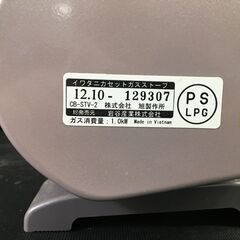 イワタニカセットガスストーブ
12.10- 129307
CB-STV-2 株式会社 旭製作所
総発売元 岩谷産業株式会社
ガス消費量：1.0kW Made in Vietnam
PS
LPG